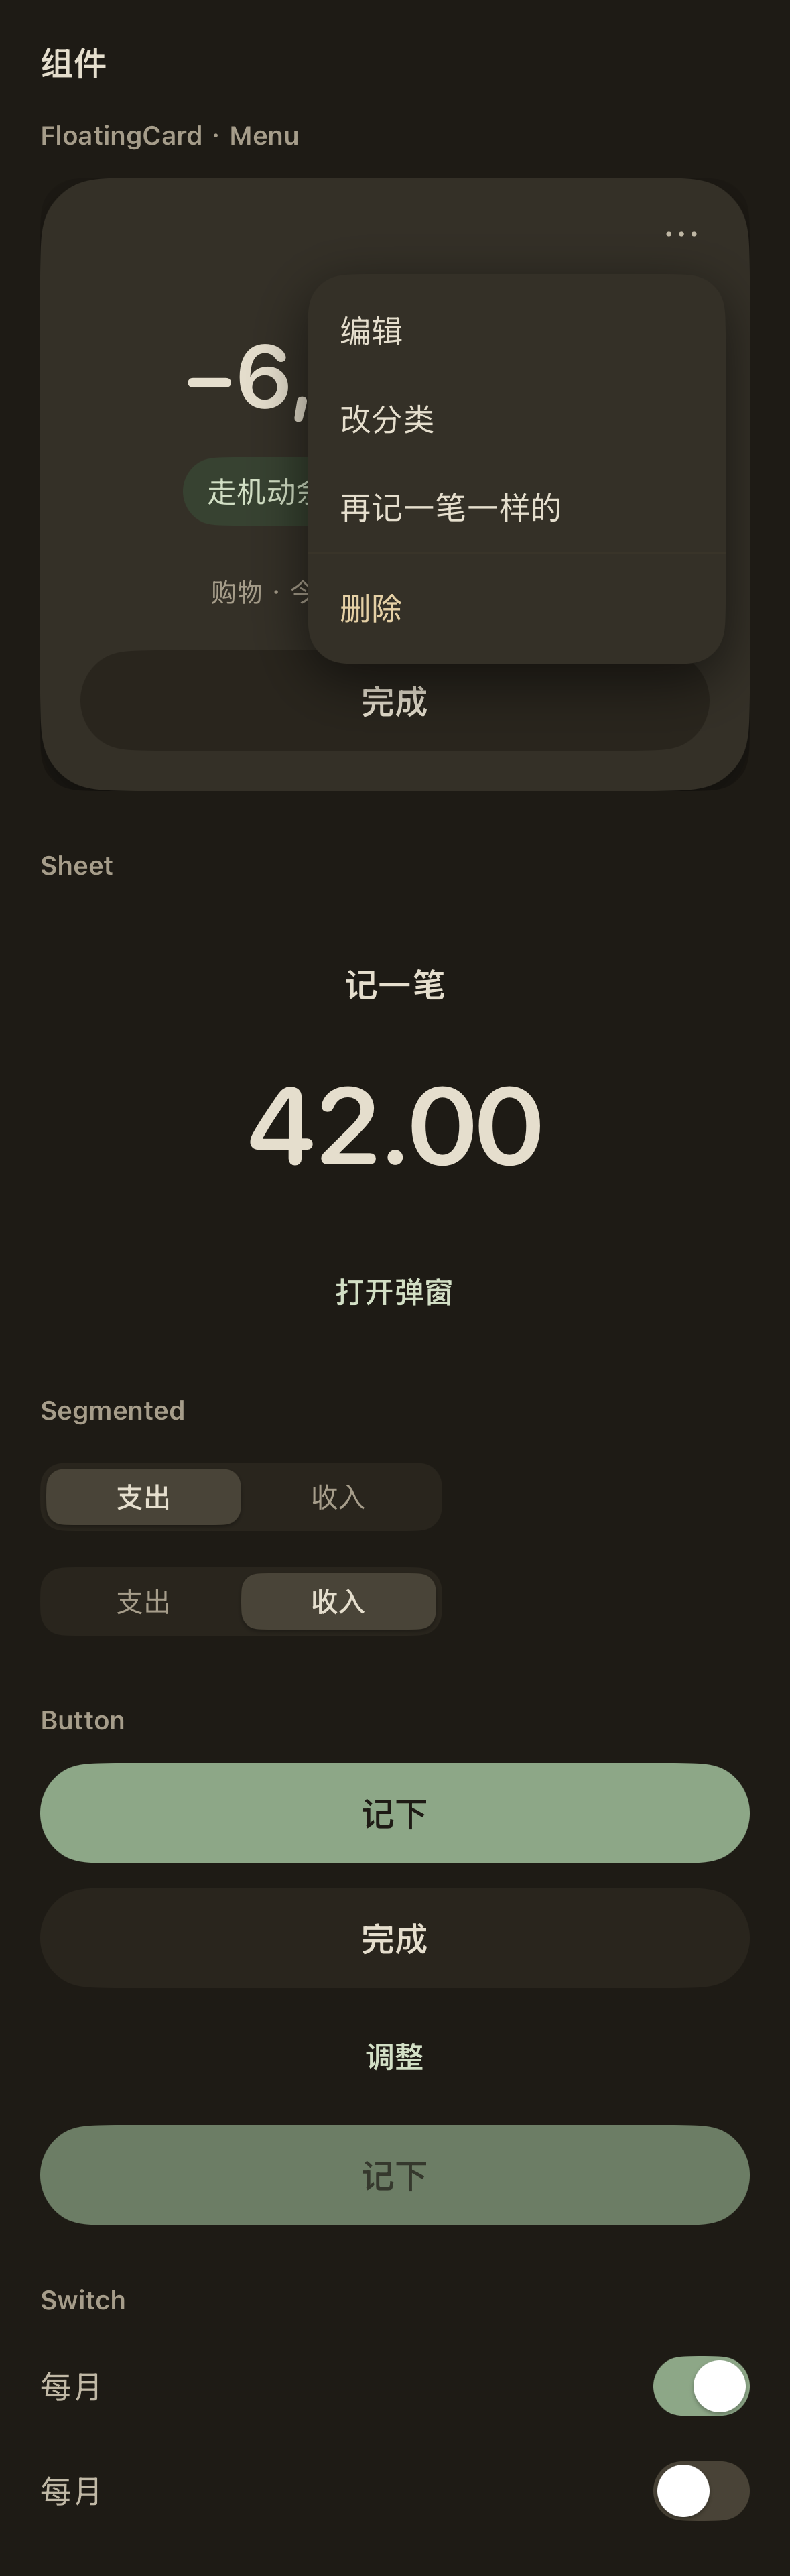 组件
FloatingCard · Menu
···
−6,
编辑
改分类
走机动
再记一笔一样的
购物 · 今
删除
完成
Sheet
记一笔
42.00
打开弹窗
Segmented
支出 收入
支出 收入
Button
记下
完成
调整
记下
Switch
每月
每月